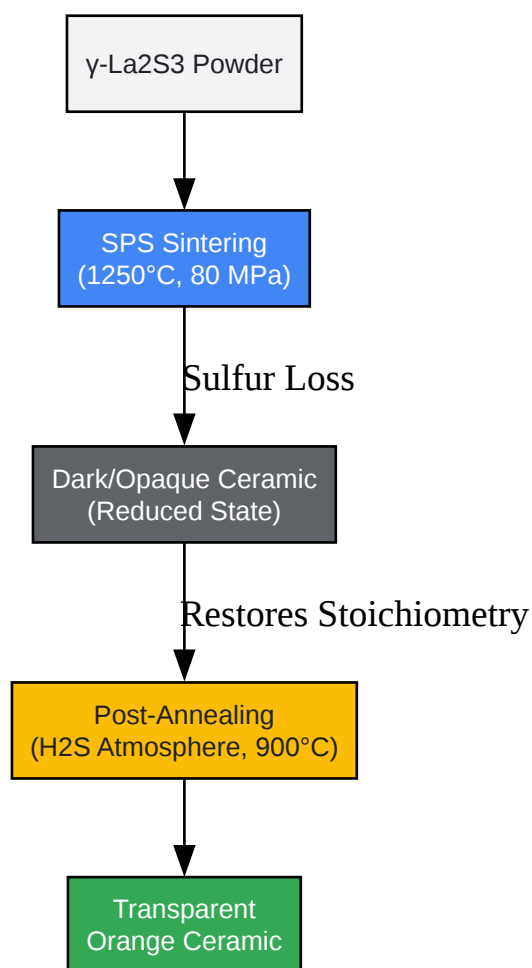 γ-La2S3 Powder
SPS Sintering
(1250°C, 80 MPa)
Sulfur Loss
Dark/Opaque Ceramic
(Reduced State)
Restores Stoichiometry
Post-Annealing
(H2S Atmosphere, 900°C)
Transparent
Orange Ceramic